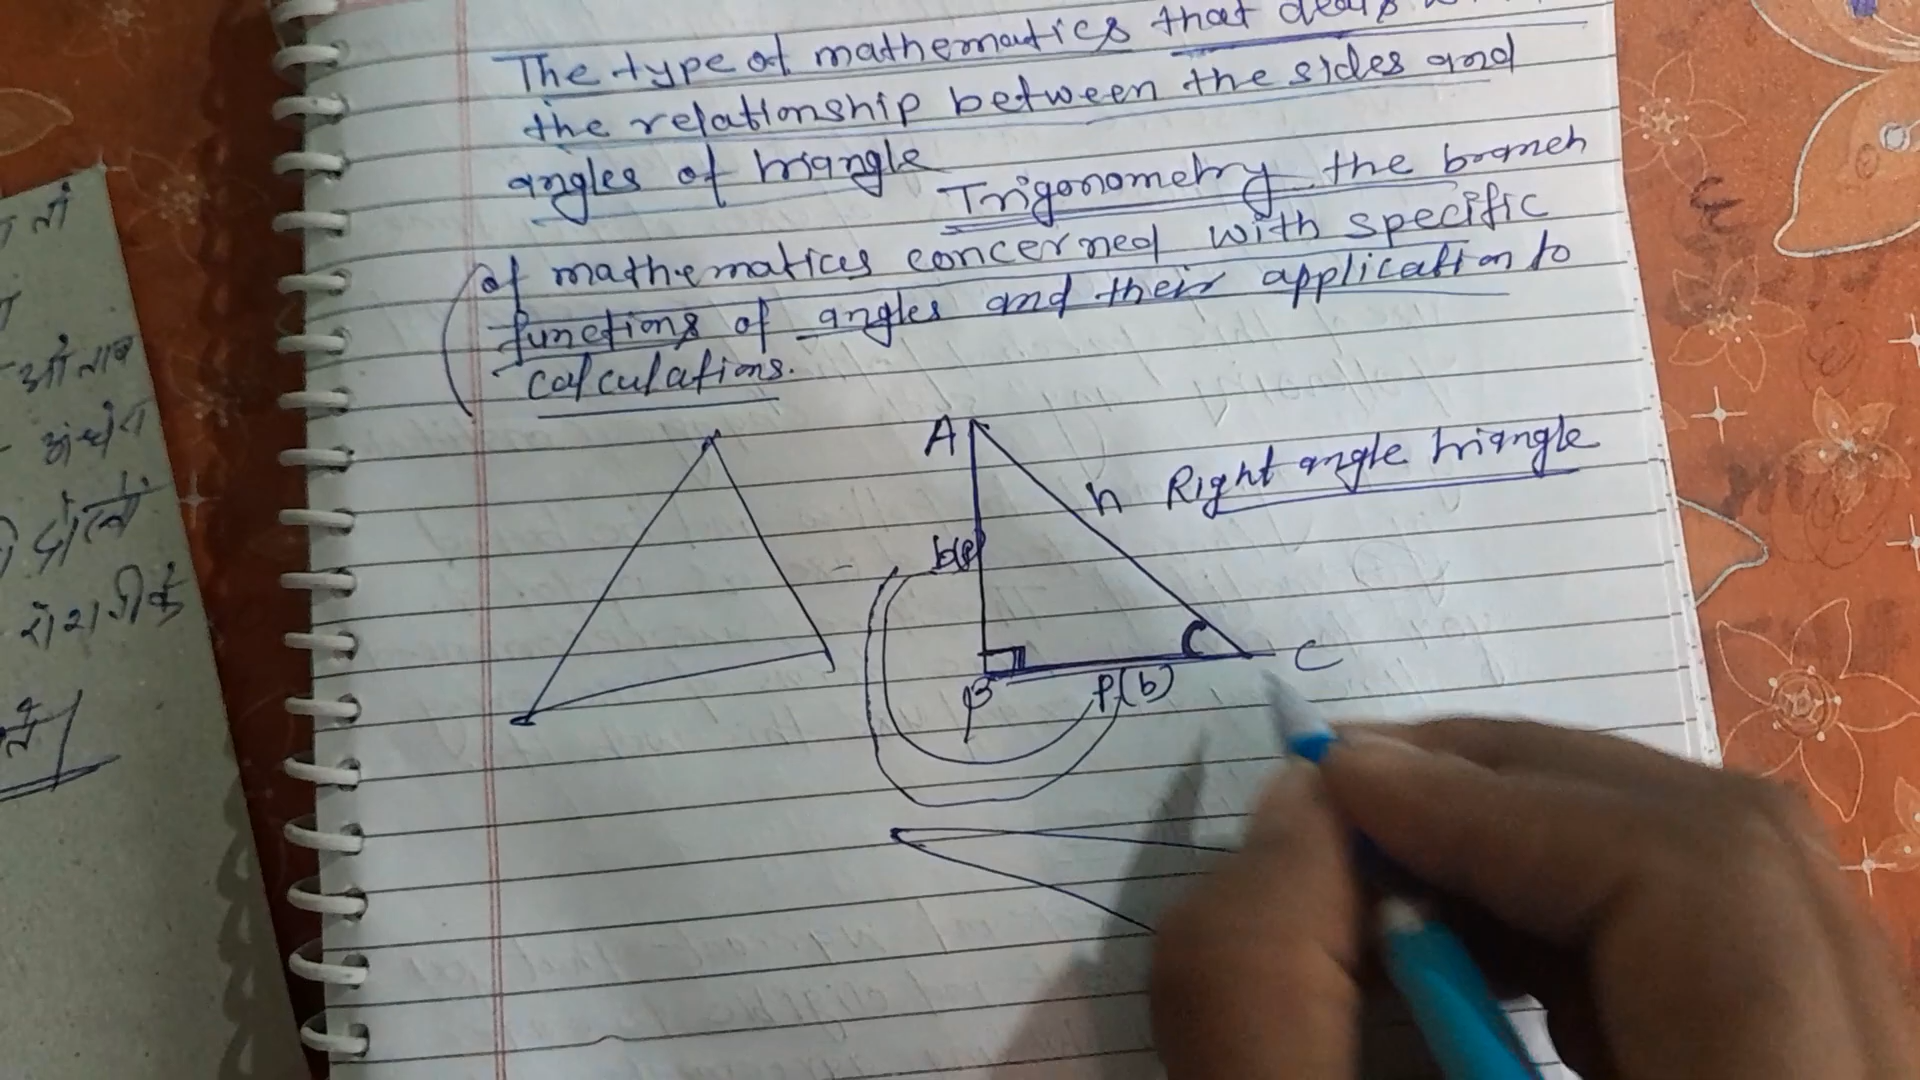 The type of mathematics that deals
the relationship between the sides and
angles of triangle
Trigonometry the branch
of mathematics concerned with specific
functions of angles and their application to
calculations.
A
h Right angle triangle
b(p)
B
P(b)
C
तो
दोस्तो